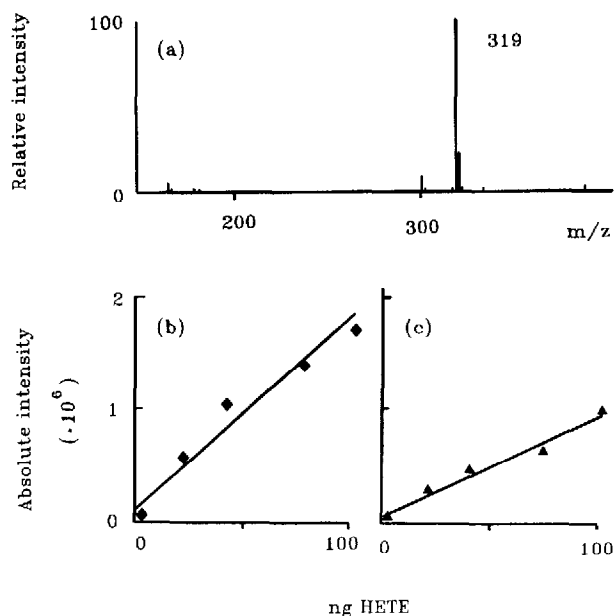 100
(a)
319
Relative intensity
0
200
300
m/z
2
(b)
(c)
Absolute intensity
(·10⁶)
1
0
0
100
0
100
ng HETE